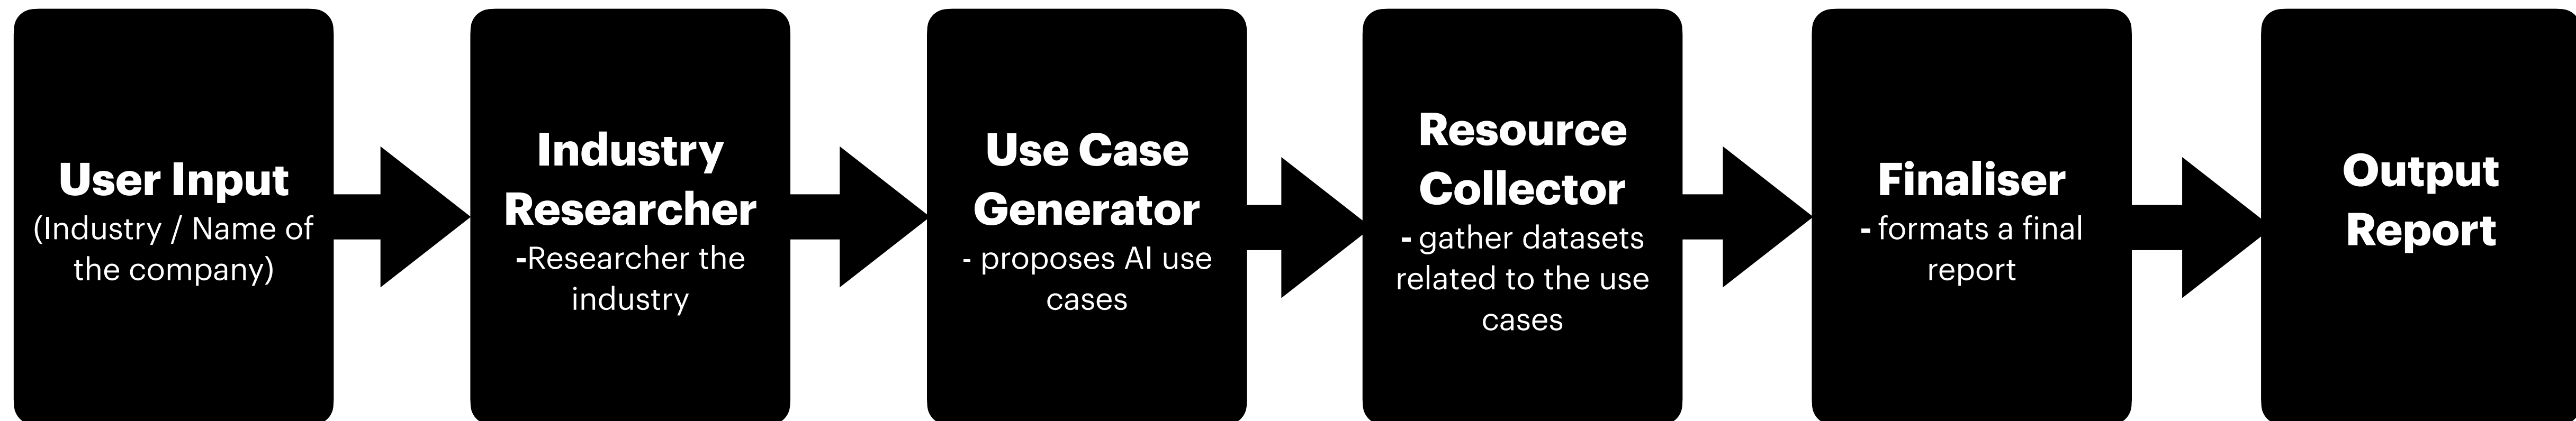 User Input
(Industry / Name of
the company)
Industry
Researcher
-Researcher the
industry
Use Case
Generator
- proposes AI use
cases
Resource
Collector
- gather datasets
related to the use
cases
Finaliser
- formats a final
report
Output
Report